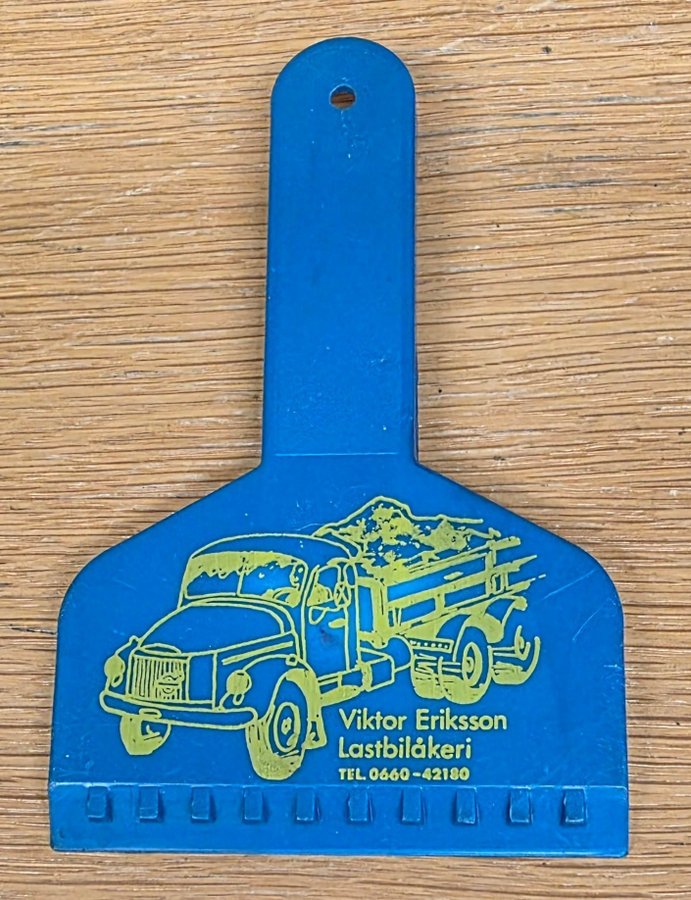 Viktor Eriksson
Lastbilåkeri
TEL. 0660-42180